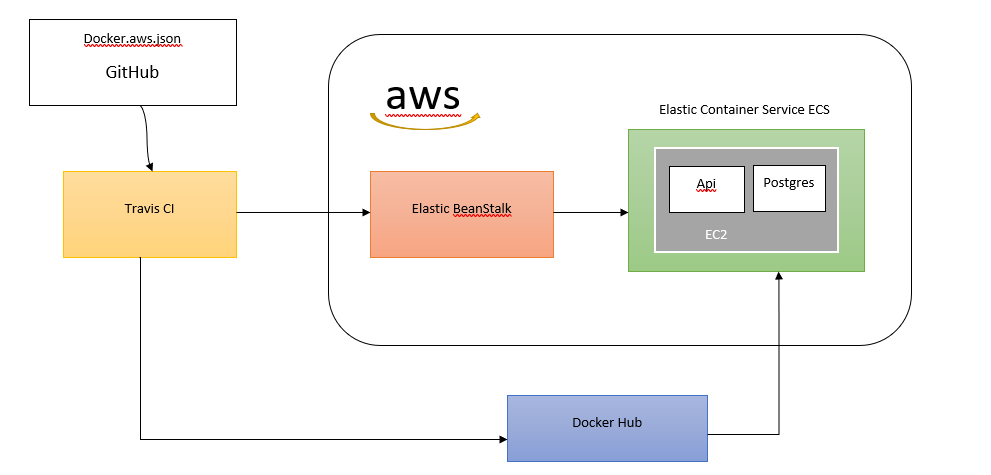 Docker.aws.json
GitHub
aws
Elastic Container Service ECS
Travis CI
Elastic BeanStalk
Api
Postgres
EC2
Docker Hub